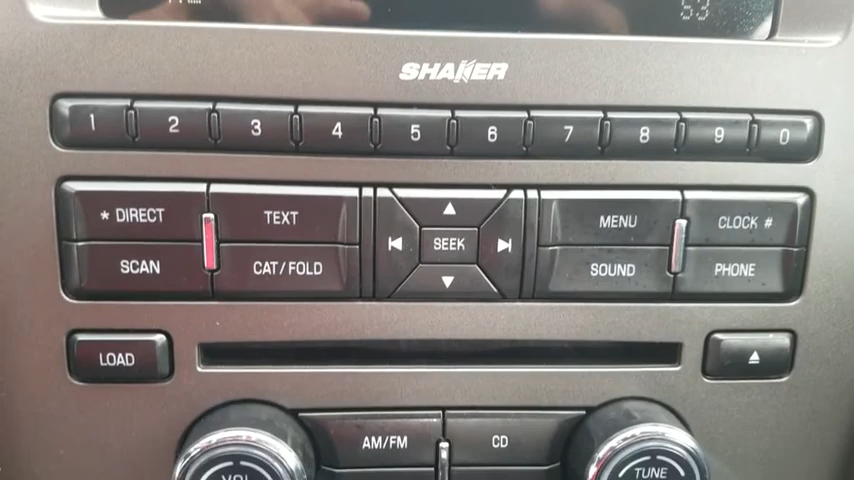 63
SHAKER
1 2 3 4 5 6 7 8 9 0
* DIRECT TEXT MENU CLOCK #
SEEK
SCAN CAT/FOLD SOUND PHONE
LOAD
AM/FM CD
VOL TUNE